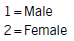 1 = Male
2 = Female